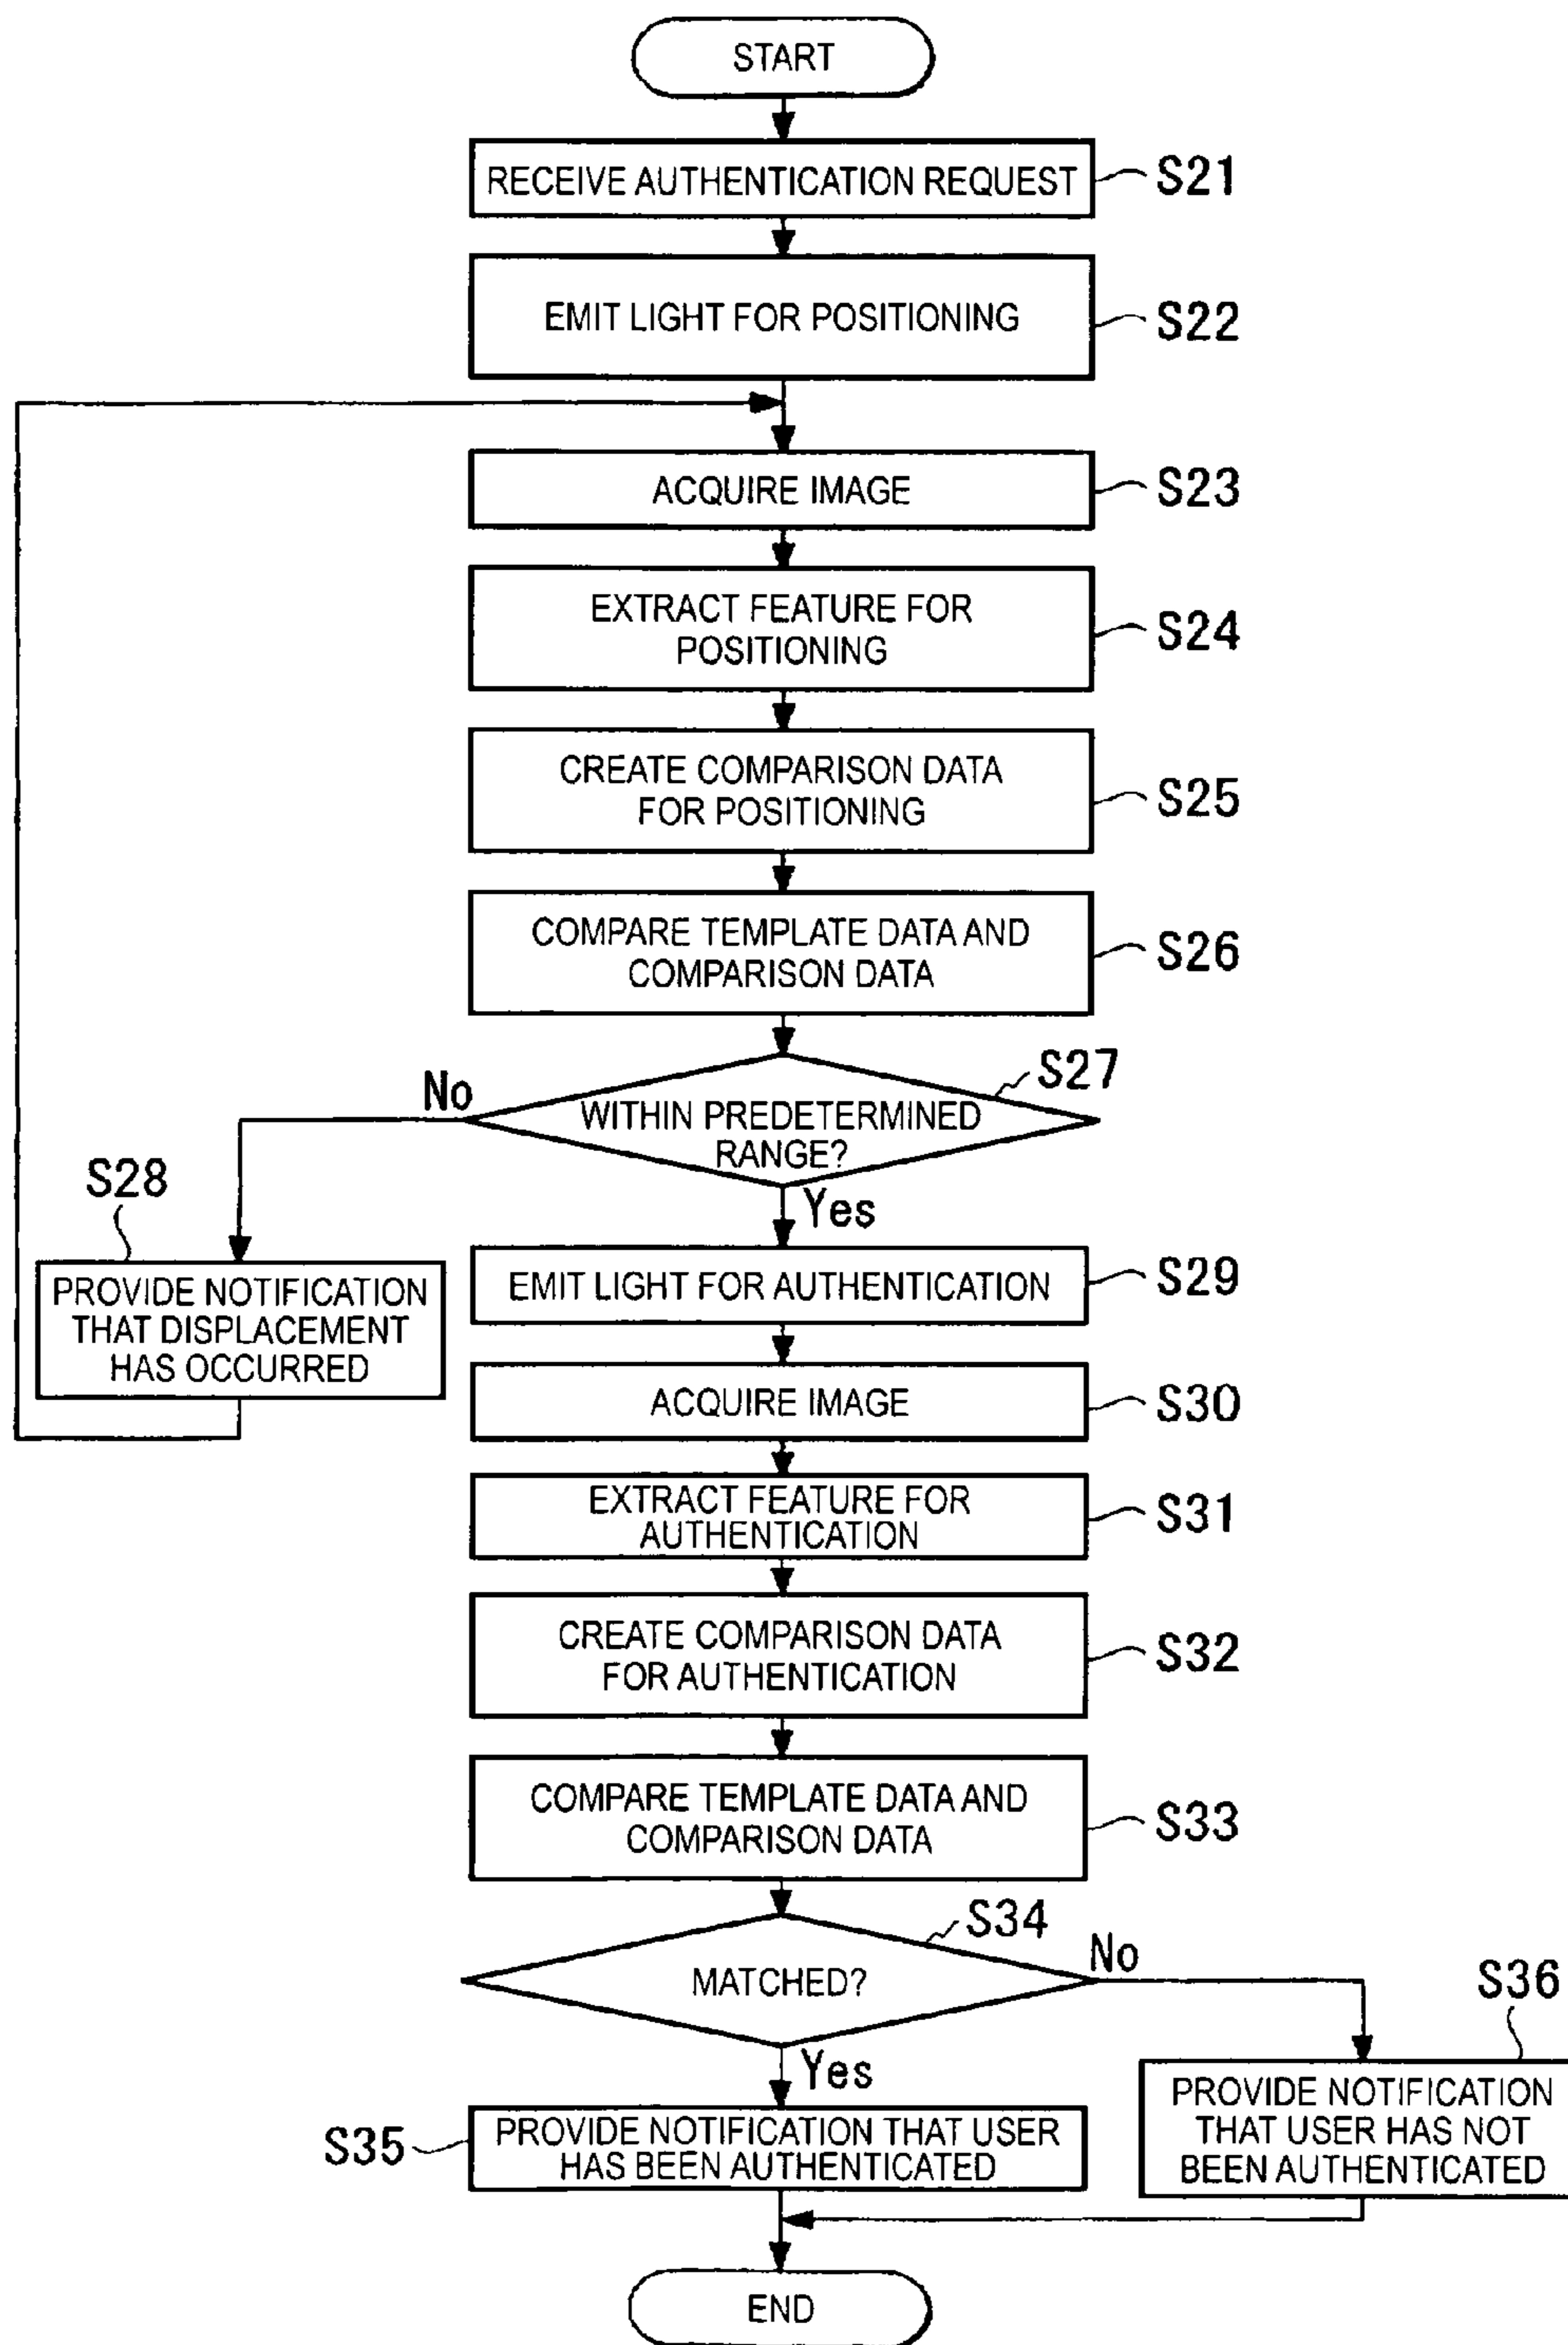 START
RECEIVE AUTHENTICATION REQUEST
S21
EMIT LIGHT FOR POSITIONING
S22
ACQUIRE IMAGE
S23
EXTRACT FEATURE FOR
POSITIONING
S24
CREATE COMPARISON DATA
FOR POSITIONING
S25
COMPARE TEMPLATE DATA AND
COMPARISON DATA
S26
S27
No
WITHIN PREDETERMINED
RANGE?
Yes
S28
PROVIDE NOTIFICATION
THAT DISPLACEMENT
HAS OCCURRED
EMIT LIGHT FOR AUTHENTICATION
S29
ACQUIRE IMAGE
S30
EXTRACT FEATURE FOR
AUTHENTICATION
S31
CREATE COMPARISON DATA
FOR AUTHENTICATION
S32
COMPARE TEMPLATE DATA AND
COMPARISON DATA
S33
S34
MATCHED?
No
Yes
S36
PROVIDE NOTIFICATION
THAT USER HAS NOT
BEEN AUTHENTICATED
S35
PROVIDE NOTIFICATION THAT USER
HAS BEEN AUTHENTICATED
END